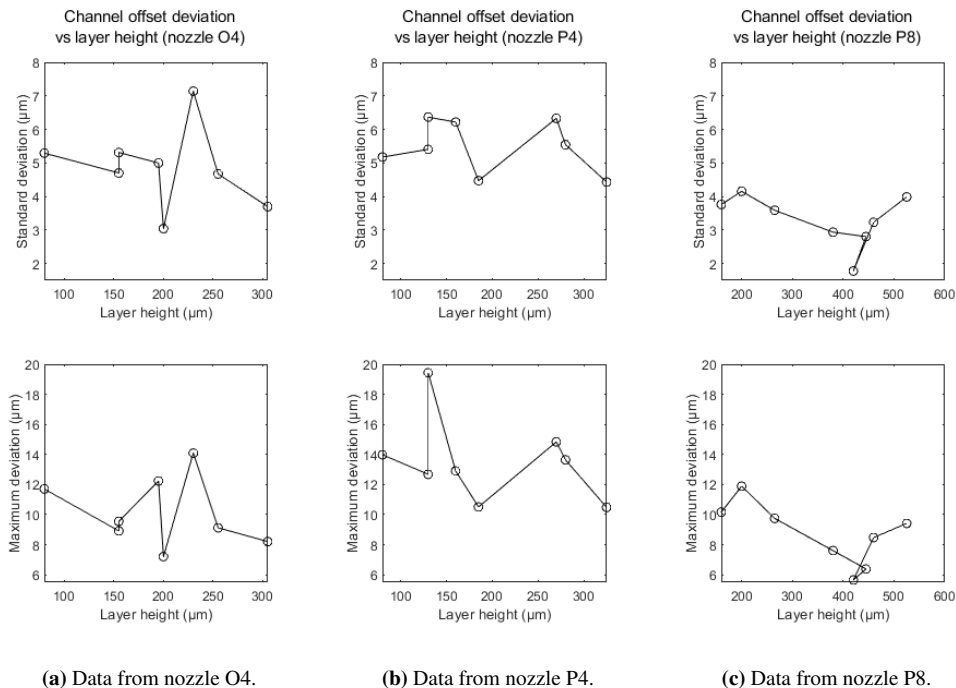 Channel offset deviation
vs layer height (nozzle O4)
Channel offset deviation
vs layer height (nozzle P4)
Channel offset deviation
vs layer height (nozzle P8)
Standard deviation (µm)
8
7
6
5
4
3
2
100 150 200 250 300
Layer height (µm)
Standard deviation (µm)
8
7
6
5
4
3
2
100 150 200 250 300
Layer height (µm)
Standard deviation (µm)
8
7
6
5
4
3
2
200 300 400 500 600
Layer height (µm)
Maximum deviation (µm)
20
18
16
14
12
10
8
6
100 150 200 250 300
Layer height (µm)
Maximum deviation (µm)
20
18
16
14
12
10
8
6
100 150 200 250 300
Layer height (µm)
Maximum deviation (µm)
20
18
16
14
12
10
8
6
200 300 400 500 600
Layer height (µm)
(a) Data from nozzle O4.
(b) Data from nozzle P4.
(c) Data from nozzle P8.